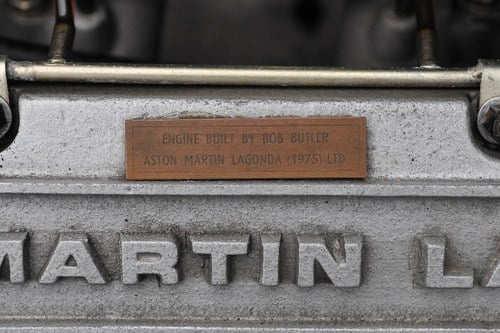 ENGINE BUILT BY BOB BUTLER
ASTON MARTIN LAGONDA (1975) LTD.
MARTIN LA